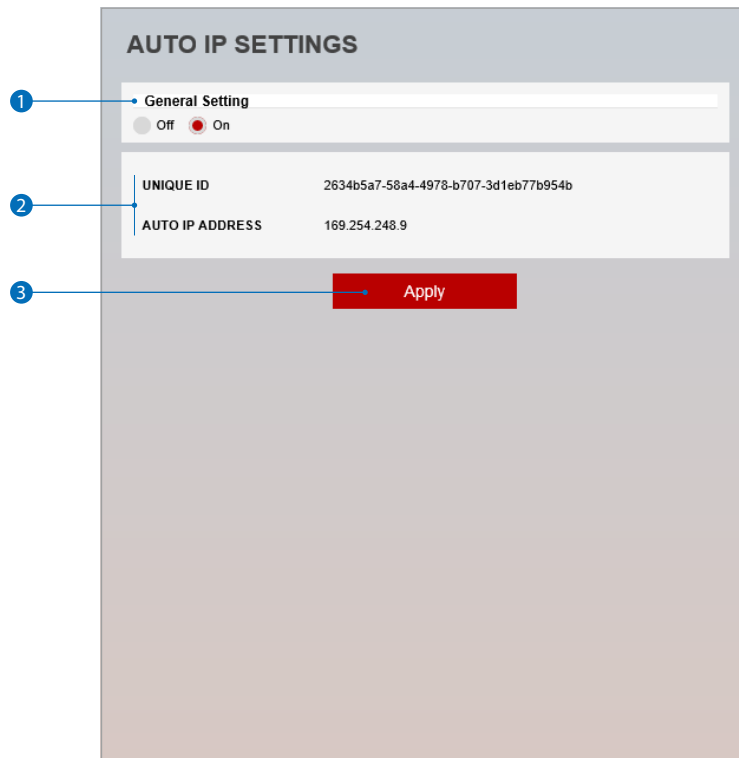 AUTO IP SETTINGS
1 General Setting
Off On
2
UNIQUE ID 2634b5a7-58a4-4978-b707-3d1eb77b954b
AUTO IP ADDRESS 169.254.248.9
3 Apply